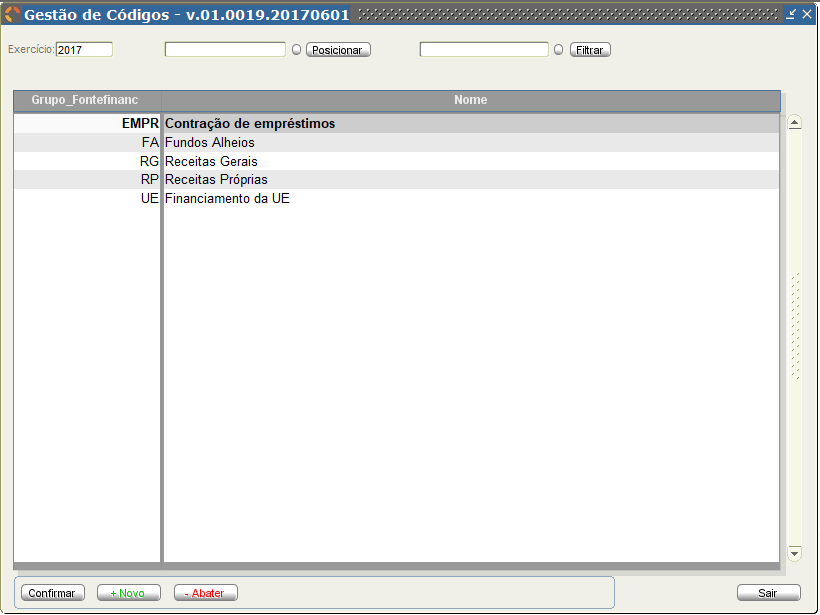 Gestão de Códigos - v.01.0019.20170601
Exercício: 2017 Posicionar Filtrar
Grupo_Fontefinanc Nome
EMPR Contração de empréstimos
FA Fundos Alheios
RG Receitas Gerais
RP Receitas Próprias
UE Financiamento da UE
Confirmar + Novo - Abater Sair